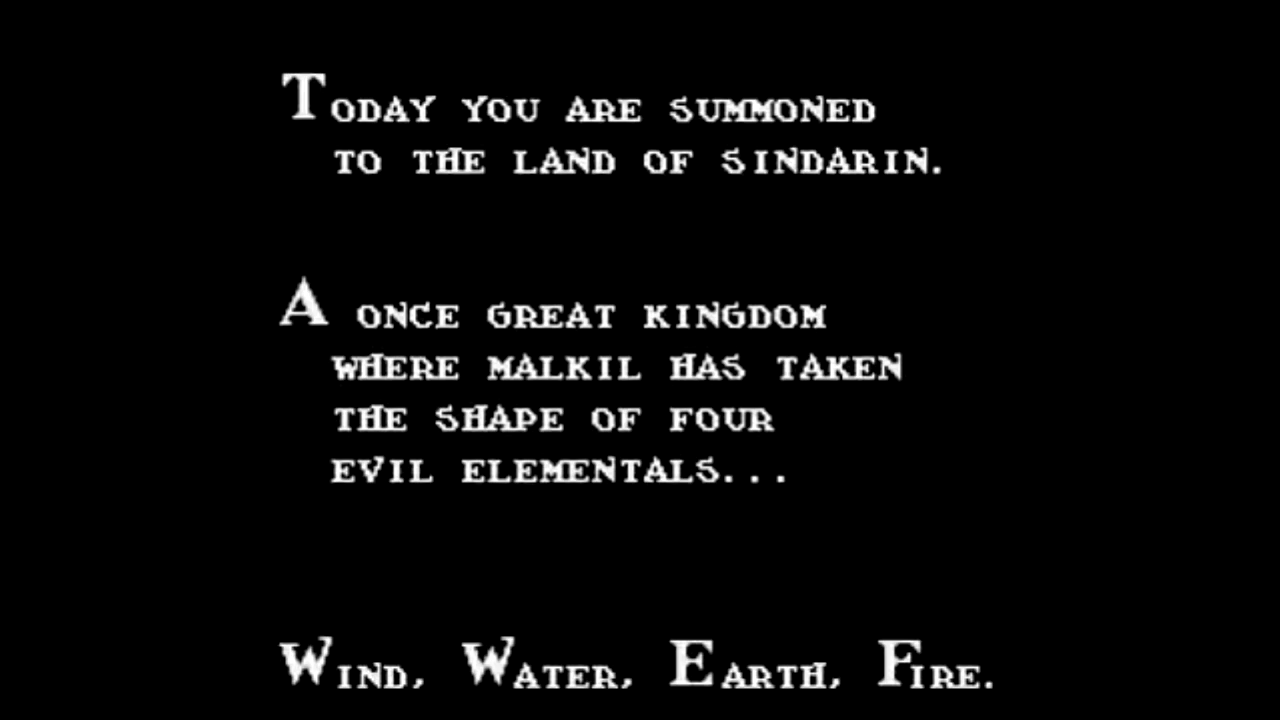 Today you are summoned
to the land of Sindarin.
A once great kingdom
where Malkil has taken
the shape of four
evil elementals...
Wind, Water, Earth, Fire.